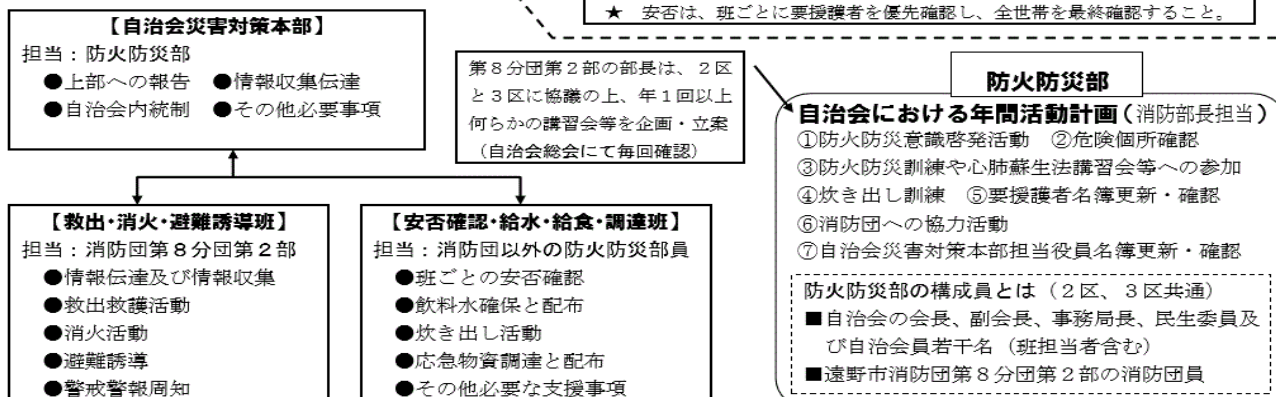 ★ 安否は、班ごとに要援護者を優先確認し、全世帯を最終確認すること。
【自治会災害対策本部】
担当：防火防災部
●上部への報告 ●情報収集伝達
●自治会内統制 ●その他必要事項
第８分団第２部の部長は、２区
と３区に協議の上、年１回以上
何らかの講習会等を企画・立案
（自治会総会にて毎回確認）
防火防災部
自治会における年間活動計画（消防部長担当）
①防火防災意識啓発活動 ②危険個所確認
③防火防災訓練や心肺蘇生法講習会等への参加
④炊き出し訓練 ⑤要援護者名簿更新・確認
⑥消防団への協力活動
⑦自治会災害対策本部担当役員名簿更新・確認
防火防災部の構成員とは（２区、３区共通）
■自治会の会長、副会長、事務局長、民生委員及
び自治会員若干名（班担当者含む）
■遠野市消防団第８分団第２部の消防団員
【救出・消火・避難誘導班】
担当：消防団第８分団第２部
●情報伝達及び情報収集
●救出救護活動
●消火活動
●避難誘導
●警戒警報周知
【安否確認・給水・給食・調達班】
担当：消防団以外の防火防災部員
●班ごとの安否確認
●飲料水確保と配布
●炊き出し活動
●応急物資調達と配布
●その他必要な支援事項